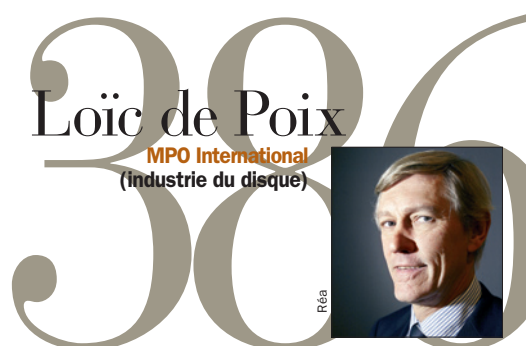 386
Loïc de Poix
MPO International
(industrie du disque)
Réa